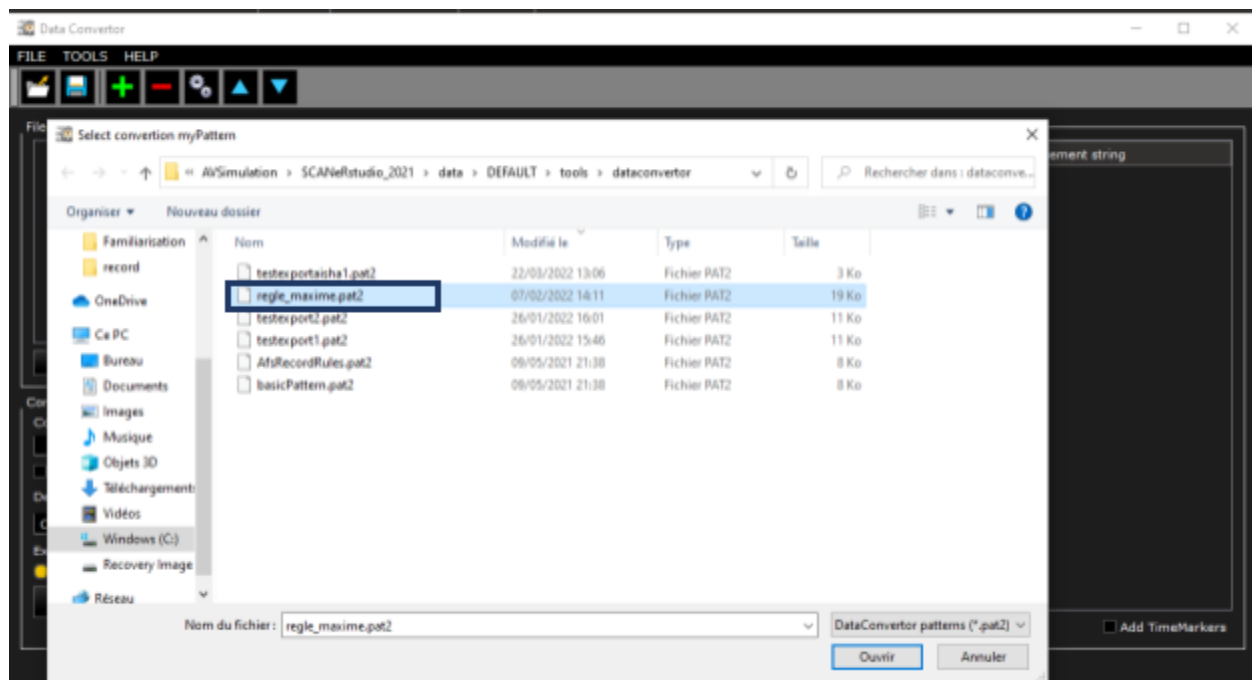 Data Convertor
FILE TOOLS HELP
File
Select convertion myPattern
ement string
« AVSimulation › SCANeRstudio_2021 › data › DEFAULT › tools › dataconvertor
Rechercher dans : dataconve...
Organiser Nouveau dossier
Familiarisation
record
OneDrive
Ce PC
Bureau
Documents
Images
Musique
Objets 3D
Téléchargements
Vidéos
Windows (C:)
Recovery Image
Réseau
Nom Modifié le Type Taille
testexportaisha1.pat2 22/03/2022 13:06 Fichier PAT2 3 Ko
regle_maxime.pat2 07/02/2022 14:11 Fichier PAT2 19 Ko
testexport2.pat2 26/01/2022 16:01 Fichier PAT2 11 Ko
testexport1.pat2 26/01/2022 15:46 Fichier PAT2 11 Ko
AfsRecordRules.pat2 09/05/2021 21:38 Fichier PAT2 8 Ko
basicPattern.pat2 09/05/2021 21:38 Fichier PAT2 8 Ko
Con
Co
De
Ex
Nom du fichier : regle_maxime.pat2
DataConvertor patterns (*.pat2)
Add TimeMarkers
Ouvrir Annuler